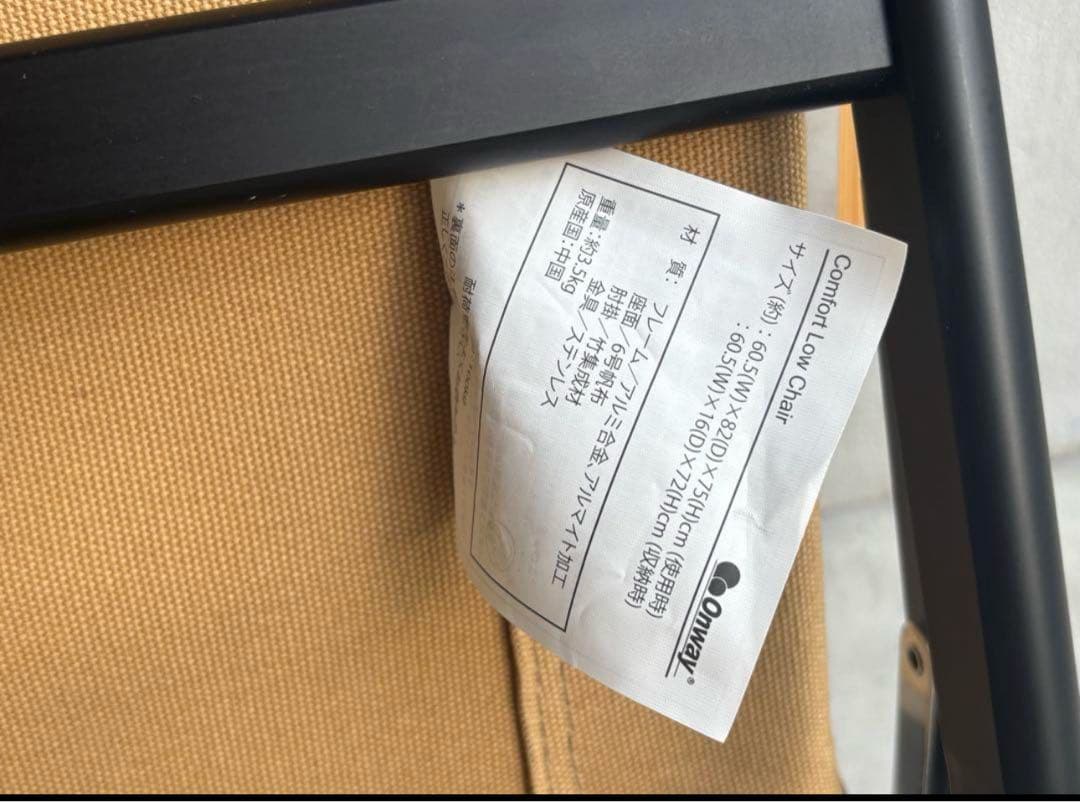 Onway®
Comfort Low Chair
サイズ(約):60.5(W)×82(D)×75(H)cm (使用時)
:60.5(W)×16(D)×72(H)cm (収納時)
材 質: フレーム/アルミ合金、アルマイト加工
座面/6号帆布
肘掛/竹集成材
金具/ステンレス
重量:約3.5kg
原産国:中国